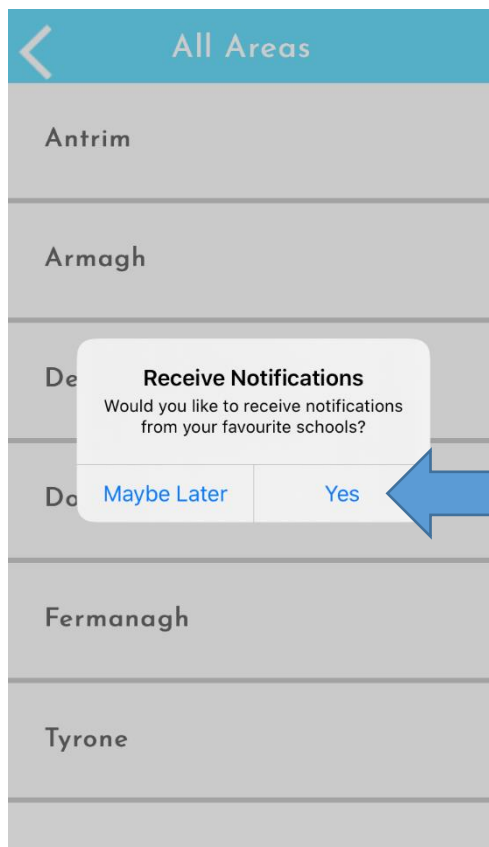 All Areas
Antrim
Armagh
De
Receive Notifications
Would you like to receive notifications
from your favourite schools?
Do
Maybe Later
Yes
Fermanagh
Tyrone